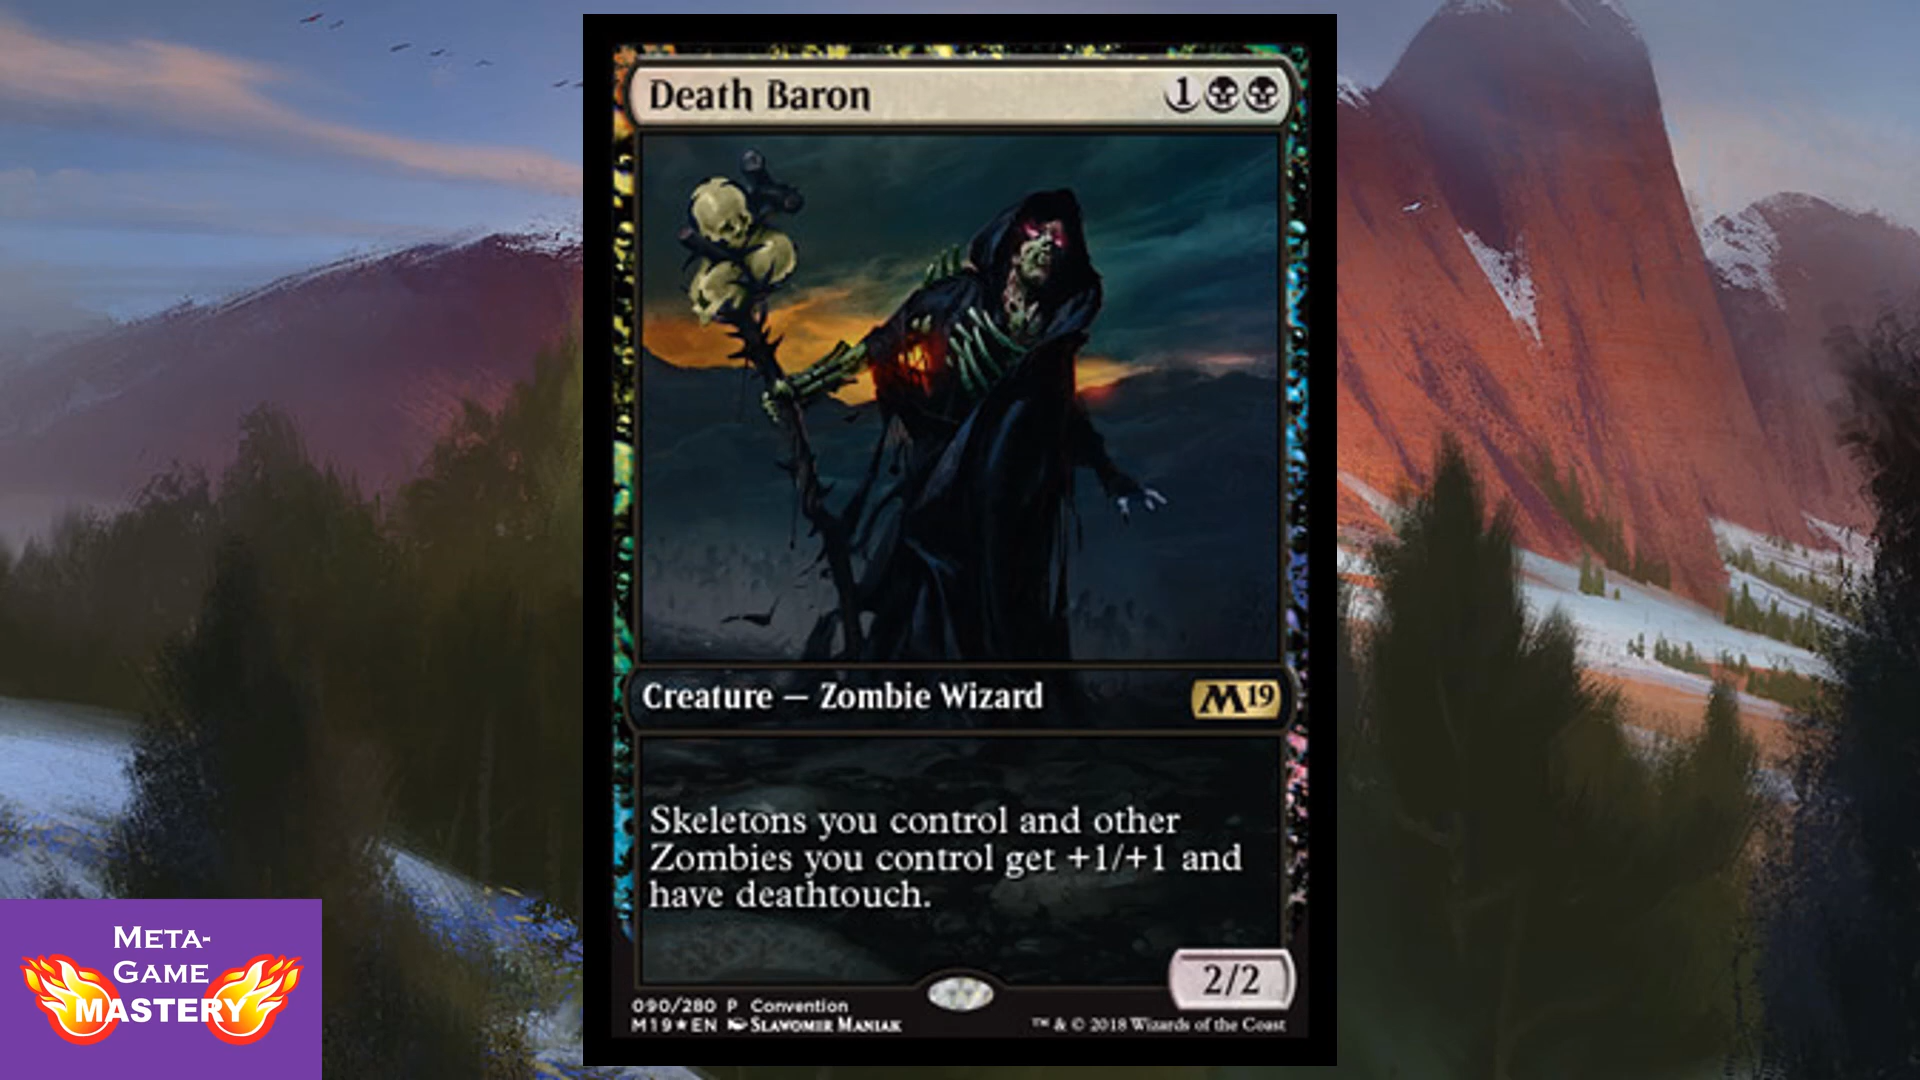 Death Baron 1
Creature — Zombie Wizard M19
Skeletons you control and other
Zombies you control get +1/+1 and
have deathtouch.
2/2
090/280 P Convention
M19★EN Slawomir Maniak ™ & © 2018 Wizards of the Coast
META-
GAME
MASTERY